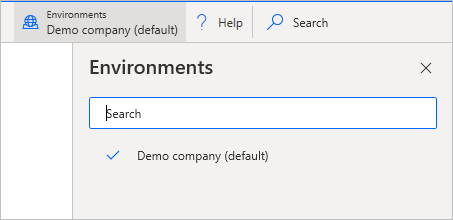 Environments
Demo company (default)
Help
Search
Environments
Search
Demo company (default)